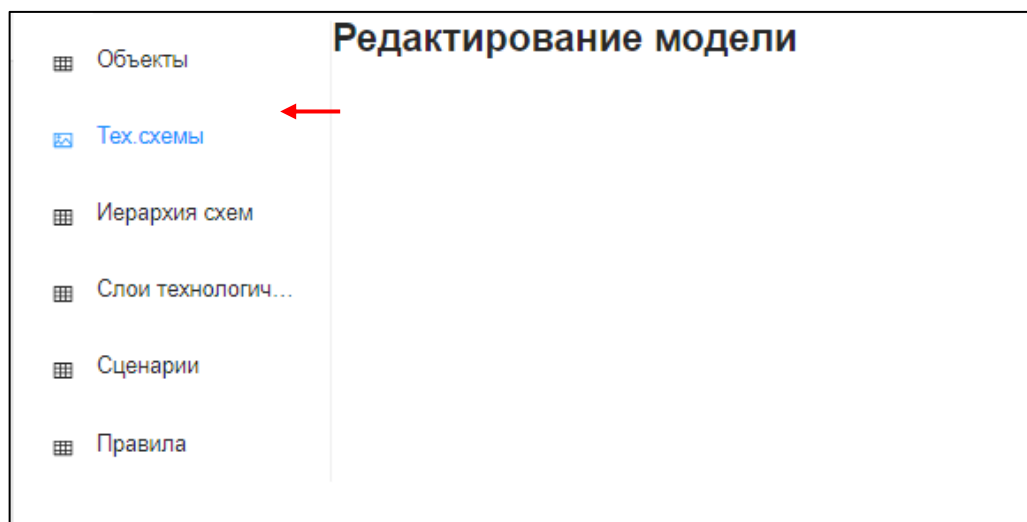 Редактирование модели
Объекты
Тех.схемы
Иерархия схем
Слои технологич...
Сценарии
Правила